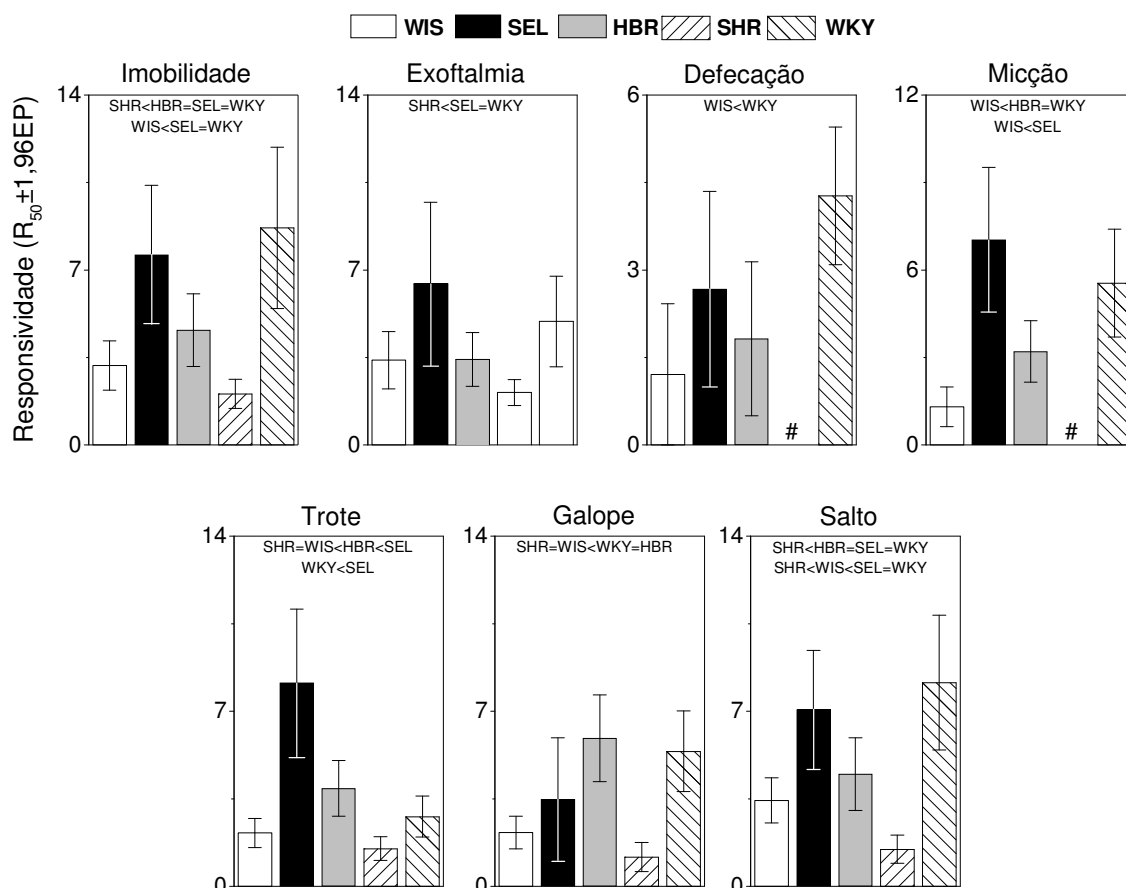 WIS SEL HBR SHR WKY
Imobilidade Exoftalmia Defecação Micção
Responsividade (R50±1,96EP)
14
7
0
SHR<HBR=SEL=WKY
WIS<SEL=WKY
14
7
0
SHR<SEL=WKY
6
3
0
WIS<WKY
#
12
6
0
WIS<HBR=WKY
WIS<SEL
#
Trote Galope Salto
14
7
0
SHR=WIS<HBR<SEL
WKY<SEL
14
7
0
SHR=WIS<WKY=HBR
14
7
0
SHR<HBR=SEL=WKY
SHR<WIS<SEL=WKY